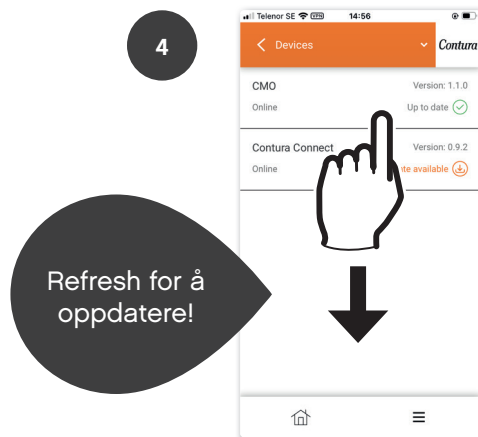 4
Telenor SE VPN 14:56
Devices Contura
CMO Version: 1.1.0
Online Up to date
Contura Connect Version: 0.9.2
Online available
Refresh for å
oppdatere!